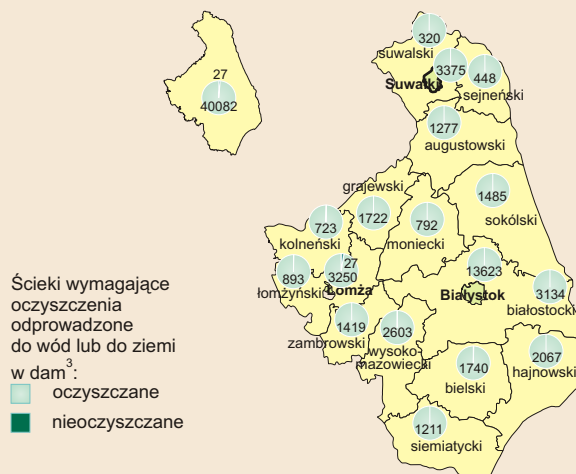 27
40082
320
suwalski
3375
Suwałki
448
sejneński
1277
augustowski
grajewski
1722
1485
sokólski
723
kolneński
792
moniecki
27
3250
Łomża
893
łomżyński
13623
Białystok
3134
białostocki
1419
zambrowski
2603
wysoko-
mazowiecki
2067
hajnowski
1740
bielski
1211
siemiatycki
Ścieki wymagające
oczyszczenia
odprowadzone
do wód lub do ziemi
w dam³:
oczyszczane
nieoczyszczane